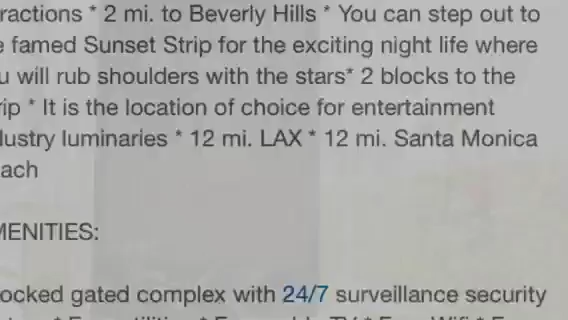 ractions * 2 mi. to Beverly Hills * You can step out to
e famed Sunset Strip for the exciting night life where
u will rub shoulders with the stars* 2 blocks to the
rip * It is the location of choice for entertainment
dustry luminaries * 12 mi. LAX * 12 mi. Santa Monica
ach
MENITIES:
ocked gated complex with 24/7 surveillance security